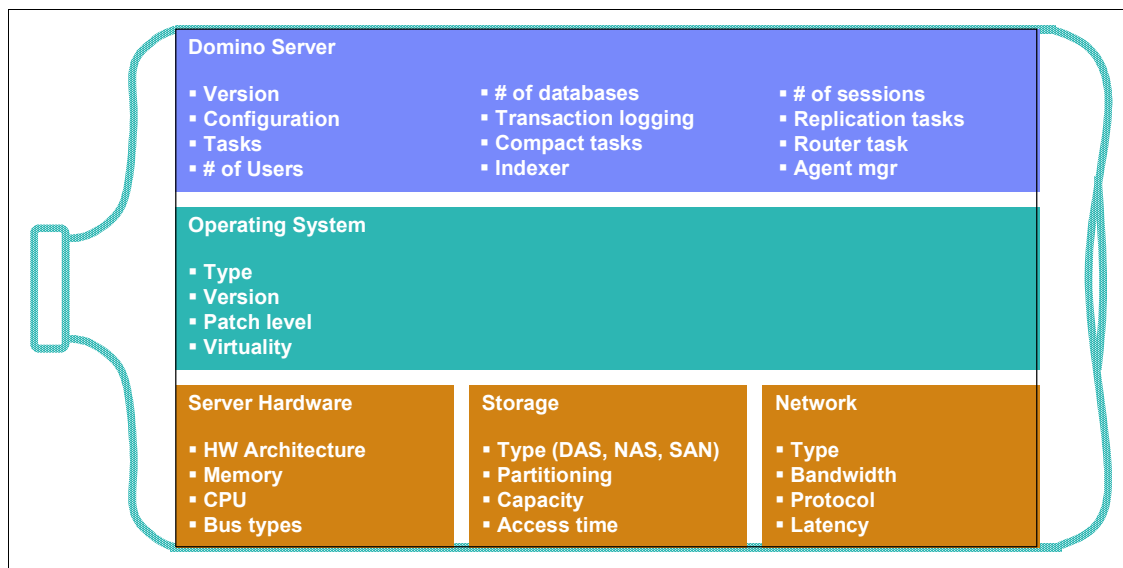 Domino Server
▪ Version
▪ Configuration
▪ Tasks
▪ # of Users
▪ # of databases
▪ Transaction logging
▪ Compact tasks
▪ Indexer
▪ # of sessions
▪ Replication tasks
▪ Router task
▪ Agent mgr
Operating System
▪ Type
▪ Version
▪ Patch level
▪ Virtuality
Server Hardware
▪ HW Architecture
▪ Memory
▪ CPU
▪ Bus types
Storage
▪ Type (DAS, NAS, SAN)
▪ Partitioning
▪ Capacity
▪ Access time
Network
▪ Type
▪ Bandwidth
▪ Protocol
▪ Latency